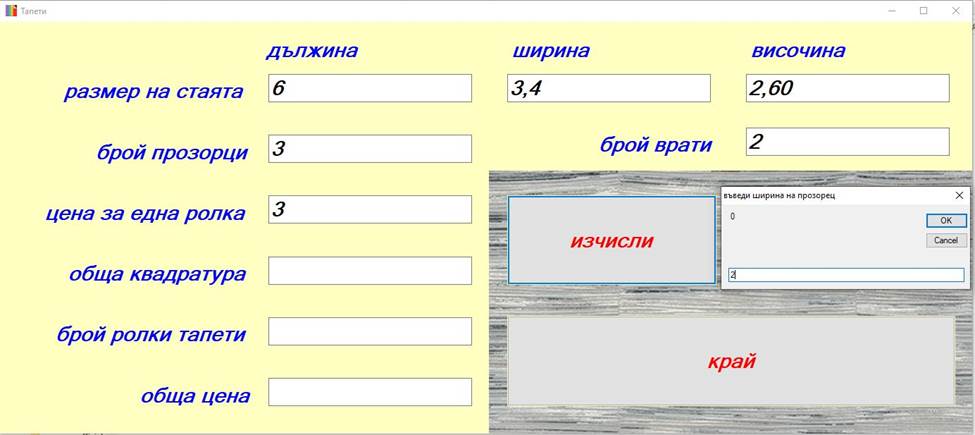 Тапети
дължина ширина височина
размер на стаята 6 3,4 2,60
брой прозорци 3 брой врати 2
цена за една ролка 3
въведи ширина на прозорец
0
OK
Cancel
2
изчисли
обща квадратура
брой ролки тапети
край
обща цена